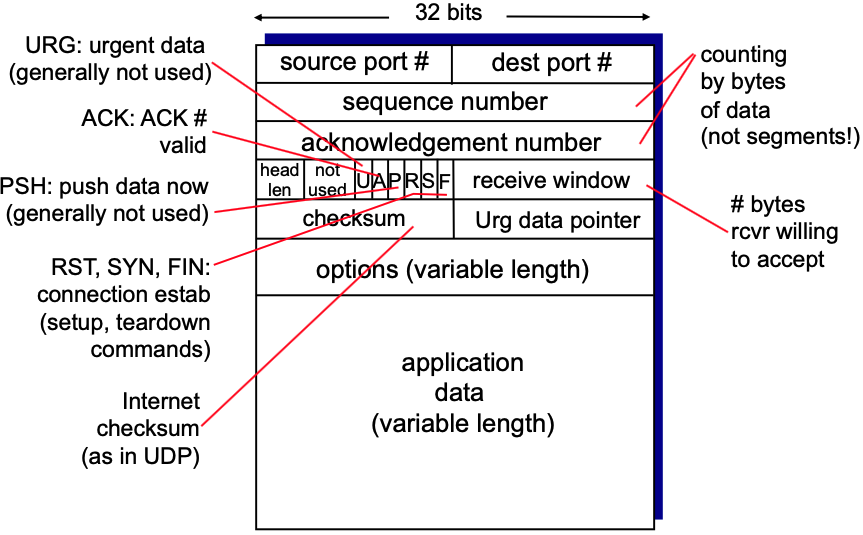 32 bits
URG: urgent data
(generally not used)
ACK: ACK #
valid
PSH: push data now
(generally not used)
RST, SYN, FIN:
connection estab
(setup, teardown
commands)
Internet
checksum
(as in UDP)
source port #
dest port #
sequence number
acknowledgement number
head
len
not
used
U A P R S F
receive window
checksum
Urg data pointer
options (variable length)
application
data
(variable length)
counting
by bytes
of data
(not segments!)
# bytes
rcvr willing
to accept